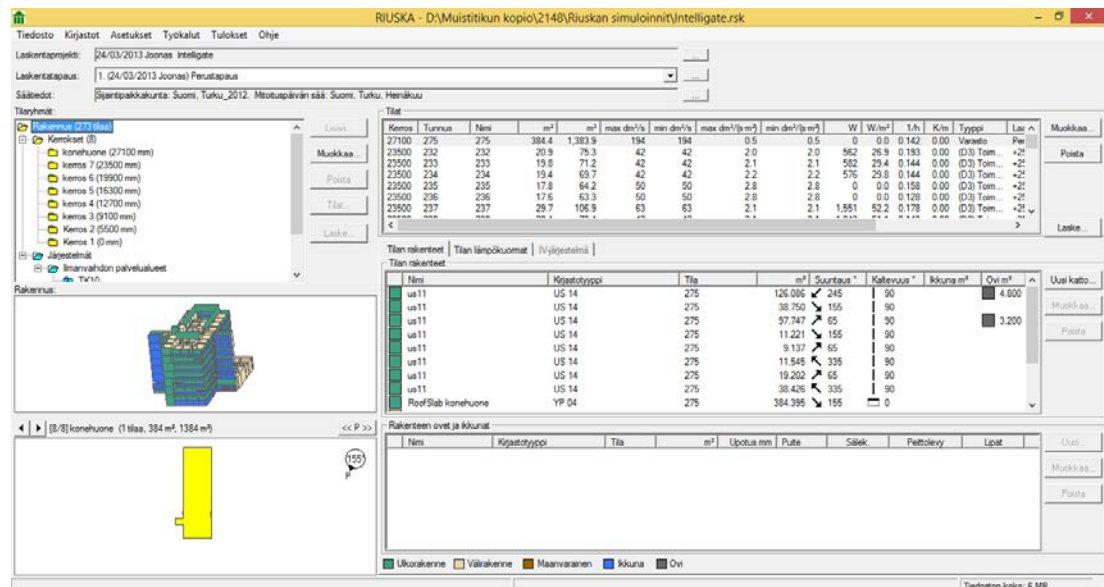 RIUSKA - D:\Muistitikun kopio\2148\Riuskan simuloinnit\Intelligate.rsk
Tiedosto Kirjastot Asetukset Työkalut Tulokset Ohje
Laskentaprojekti: 24/03/2013 Joonas Intelligate ...
Laskentatapaus: 1. (24/03/2013 Joonas) Perustapaus ...
Säätiedot: Sijaintipaikkakunta: Suomi, Turku_2012. Mitoituspäivän sää: Suomi, Turku, Heinäkuu ...
Tilaryhmät:
Rakennus (273 tilaa)
Kerrokset (8)
konehuone (27100 mm)
kerros 7 (23500 mm)
kerros 6 (19900 mm)
kerros 5 (16300 mm)
kerros 4 (12700 mm)
kerros 3 (9100 mm)
Kerros 2 (5500 mm)
Kerros 1 (0 mm)
Järjestelmät
Ilmanvaihdon palvelualueet
TK10
Lisää...
Muokkaa...
Poista
Tilat...
Laske...
Tilat
Kerros Tunnus Nimi m² m³ max dm³/s min dm³/s max dm³/(s m²) min dm³/(s m²) W W/m² 1/h K/m Tyyppi
27100 275 275 384.4 1,383.9 194 194 0.5 0.5 0 0.0 0.142 0.00 Varasto
23500 232 232 20.9 75.3 42 42 2.0 2.0 562 26.9 0.193 0.00 (D3) Toim...
23500 233 233 19.8 71.2 42 42 2.1 2.1 582 29.4 0.144 0.00 (D3) Toim...
23500 234 234 19.4 69.7 42 42 2.2 2.2 576 29.8 0.144 0.00 (D3) Toim...
23500 235 235 17.8 64.2 50 50 2.8 2.8 0 0.0 0.158 0.00 (D3) Toim...
23500 236 236 17.6 63.3 50 50 2.8 2.8 0 0.0 0.128 0.00 (D3) Toim...
23500 237 237 29.7 106.9 63 63 2.1 2.1 1,551 52.2 0.178 0.00 (D3) Toim...
Muokkaa...
Poista
Laske...
Tilan rakenteet Tilan lämpökuormat IV-järjestelmä
Tilan rakenteet
Nimi Kirjastotyyppi Tila m² Suuntaus ° Kaltevuus ° Ikkuna m² Ovi m²
us11 US 14 275 126.086 245 90 4.800
us11 US 14 275 38.750 155 90
us11 US 14 275 97.747 65 90 3.200
us11 US 14 275 11.221 155 90
us11 US 14 275 9.137 65 90
us11 US 14 275 11.545 335 90
us11 US 14 275 19.202 65 90
us11 US 14 275 38.426 335 90
RoofSlab konehuone YP 04 275 384.395 155 0
Uusi katto...
Muokkaa...
Poista
Rakennus:
[8/8] konehuone (1 tilaa, 384 m², 1384 m³) << P >>
155°
P
Rakenteen ovet ja ikkunat
Nimi Kirjastotyyppi Tila m² Upotus mm Puite Sälek. Peittolevy Lipat
Uusi...
Muokkaa...
Poista
Ulkorakenne Välirakenne Maanvarainen Ikkuna Ovi
Tiedoston koko: 6 MB